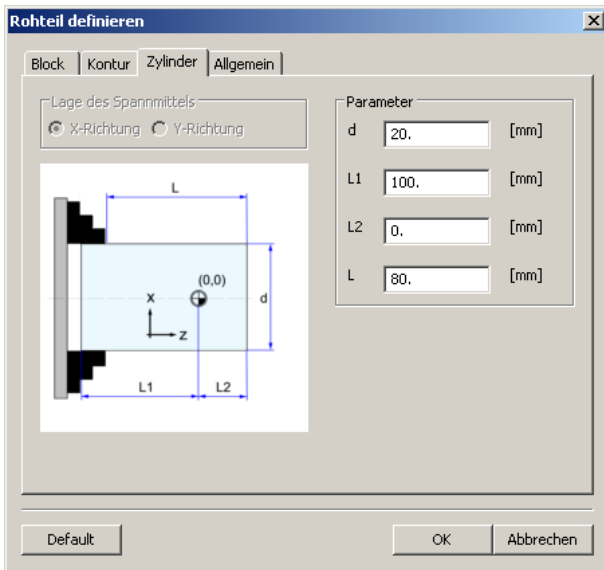 Rohteil definieren
Block Kontur Zylinder Allgemein
Lage des Spannmittels
X-Richtung Y-Richtung
Parameter
d 20. [mm]
L1 100. [mm]
L2 0. [mm]
L 80. [mm]
L
(0,0)
X
d
Z
L1 L2
Default OK Abbrechen